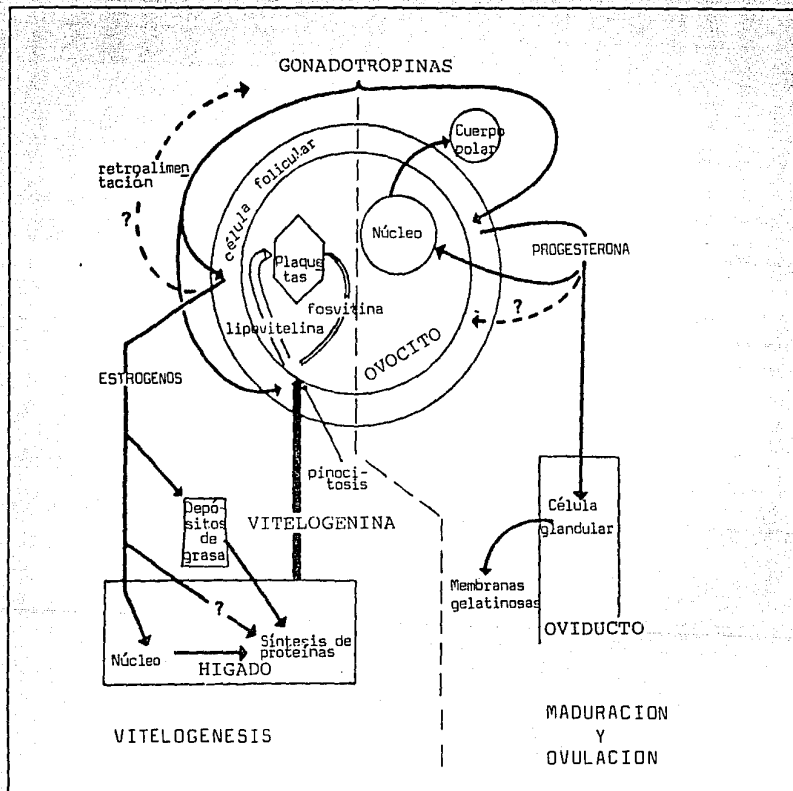 GONADOTROPINAS
Cuerpo
polar
retroalimen
tación
?
célula folicular
Núcleo
Plaque
tas
PROGESTERONA
?
fosvitina
lipovitelina
OVOCITO
ESTROGENOS
pinoci-
tosis
Depó-
sitos
de
grasa
VITELOGENINA
Célula
glandular
Membranas
gelatinosas
?
Síntesis de
proteínas
Núcleo
HIGADO
OVIDUCTO
VITELOGENESIS
MADURACION
Y
OVULACION